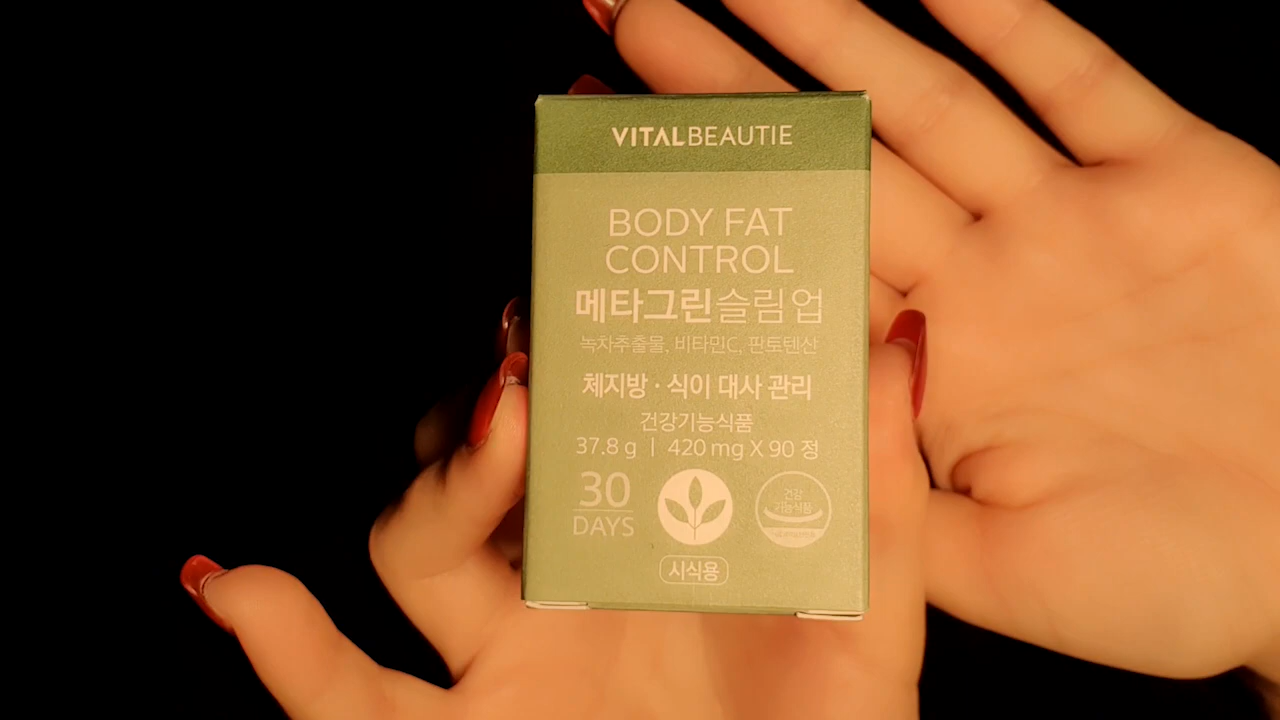 VITALBEAUTIE
BODY FAT
CONTROL
메타그린슬림업
녹차추출물, 비타민C, 판토텐산
체지방 · 식이 대사 관리
건강기능식품
37.8 g | 420 mg X 90 정
30
DAYS
건강
기능식품
시식용